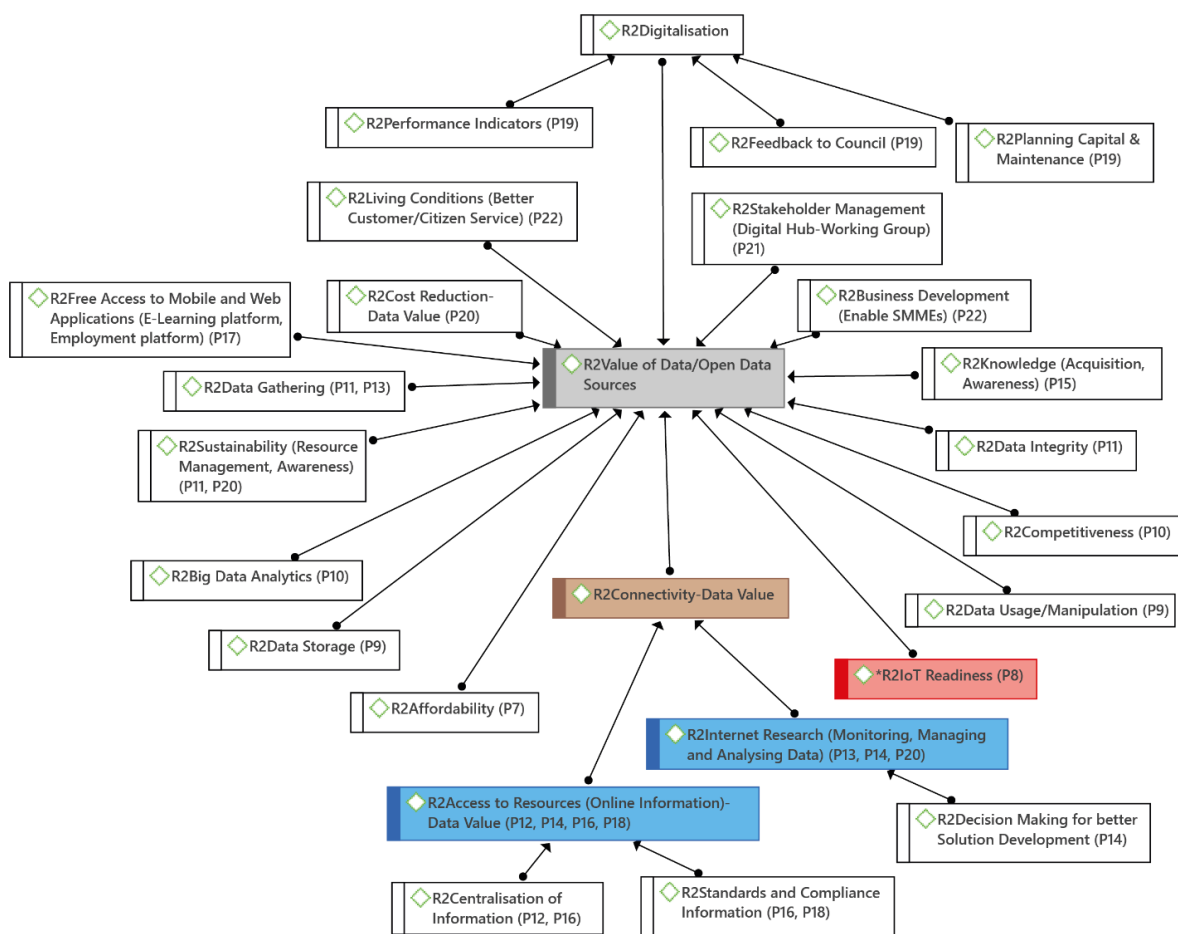 R2Digitalisation
R2Performance Indicators (P19)
R2Feedback to Council (P19)
R2Planning Capital &
Maintenance (P19)
R2Living Conditions (Better
Customer/Citizen Service) (P22)
R2Stakeholder Management
(Digital Hub-Working Group)
(P21)
R2Free Access to Mobile and Web
Applications (E-Learning platform,
Employment platform) (P17)
R2Cost Reduction-
Data Value (P20)
R2Business Development
(Enable SMMEs) (P22)
R2Value of Data/Open Data
Sources
R2Knowledge (Acquisition,
Awareness) (P15)
R2Data Gathering (P11, P13)
R2Sustainability (Resource
Management, Awareness)
(P11, P20)
R2Data Integrity (P11)
R2Competitiveness (P10)
R2Big Data Analytics (P10)
R2Connectivity-Data Value
R2Data Usage/Manipulation (P9)
R2Data Storage (P9)
*R2IoT Readiness (P8)
R2Affordability (P7)
R2Internet Research (Monitoring, Managing
and Analysing Data) (P13, P14, P20)
R2Access to Resources (Online Information)-
Data Value (P12, P14, P16, P18)
R2Decision Making for better
Solution Development (P14)
R2Centralisation of
Information (P12, P16)
R2Standards and Compliance
Information (P16, P18)